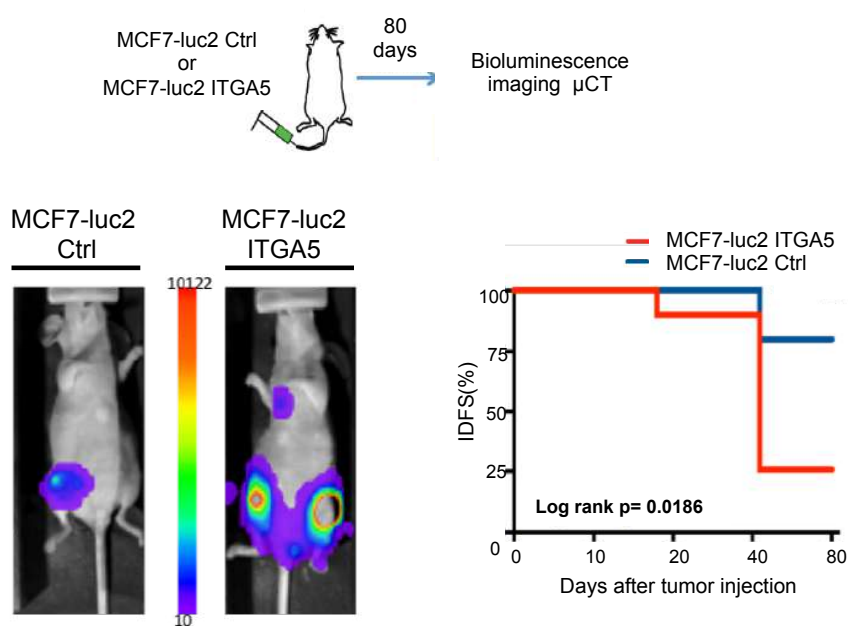 MCF7-luc2 Ctrl
or
MCF7-luc2 ITGA5
80
days
Bioluminescence
imaging µCT
MCF7-luc2
Ctrl
MCF7-luc2
ITGA5
10122
10
MCF7-luc2 ITGA5
MCF7-luc2 Ctrl
100
75
50
25
0
IDFS(%)
Log rank p= 0.0186
0 10 20 40 80
Days after tumor injection